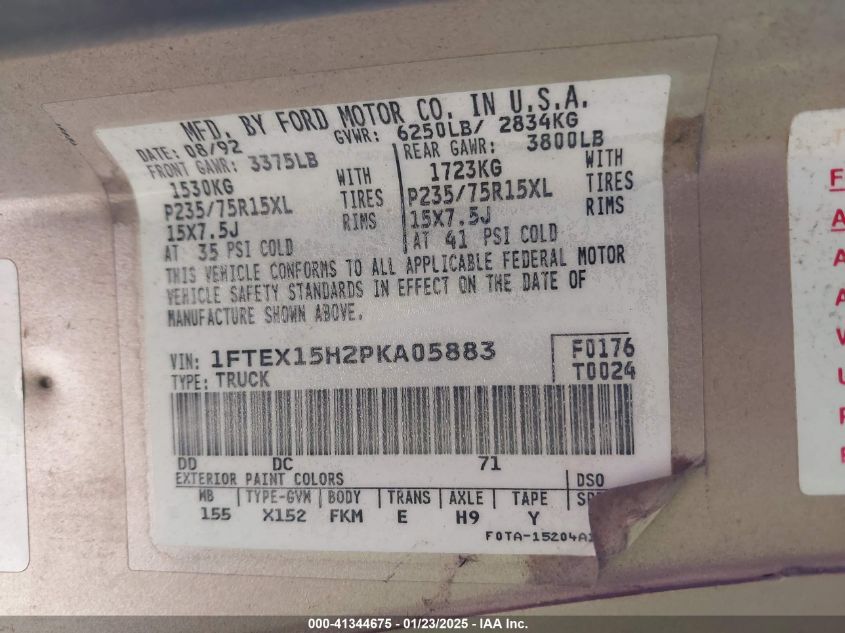 MFD. BY FORD MOTOR CO. IN U.S.A.
DATE: 08/92 GVWR: 6250LB/ 2834KG
FRONT GAWR: 3375LB REAR GAWR: 3800LB
1530KG WITH 1723KG WITH
P235/75R15XL TIRES P235/75R15XL TIRES
15X7.5J RIMS 15X7.5J RIMS
AT 35 PSI COLD AT 41 PSI COLD
THIS VEHICLE CONFORMS TO ALL APPLICABLE FEDERAL MOTOR
VEHICLE SAFETY STANDARDS IN EFFECT ON THE DATE OF
MANUFACTURE SHOWN ABOVE.
VIN: 1FTEX15H2PKA05883 F0176
TYPE: TRUCK T0024
DD DC 71
EXTERIOR PAINT COLORS DSO
WB TYPE-GVM BODY TRANS AXLE TAPE
155 X152 FKM E H9 Y
000-41344675 - 01/23/2025 - IAA Inc.